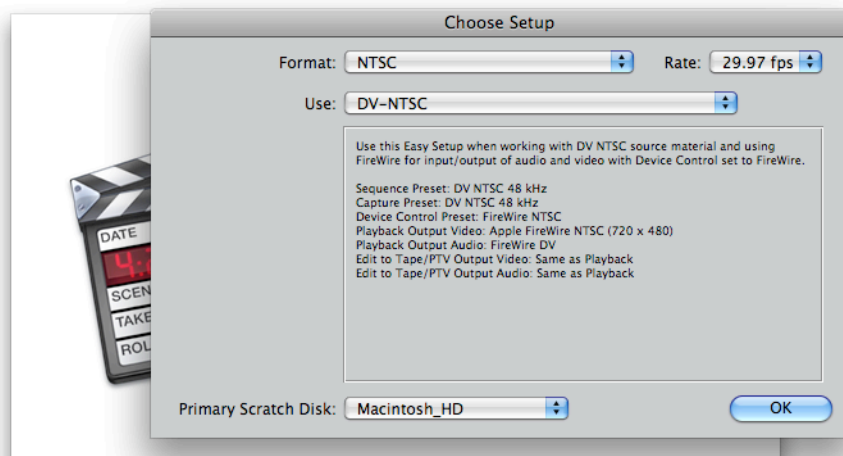 Choose Setup
Format: NTSC Rate: 29.97 fps
Use: DV-NTSC
Use this Easy Setup when working with DV NTSC source material and using
FireWire for input/output of audio and video with Device Control set to FireWire.
Sequence Preset: DV NTSC 48 kHz
Capture Preset: DV NTSC 48 kHz
Device Control Preset: FireWire NTSC
Playback Output Video: Apple FireWire NTSC (720 x 480)
Playback Output Audio: FireWire DV
Edit to Tape/PTV Output Video: Same as Playback
Edit to Tape/PTV Output Audio: Same as Playback
DATE
Primary Scratch Disk: Macintosh_HD OK